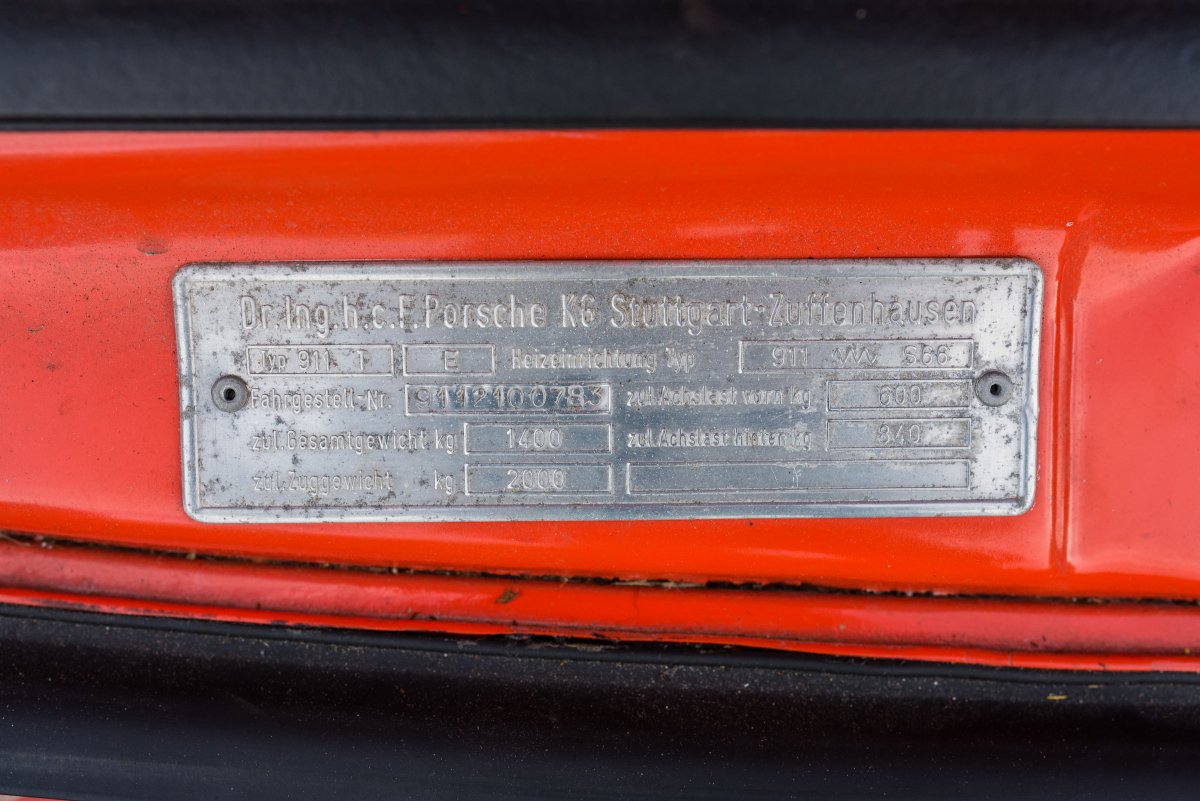 Dr. Ing. h. c. F. Porsche KG Stuttgart-Zuffenhausen
Typ 911 T E Heizeinrichtung Typ 911 S66
Fahrgestell-Nr. 9112100783 zul. Achslast vorn kg 600
zul. Gesamtgewicht kg 1400 zul. Achslast hinten kg 840
zul. Zuggewicht kg 2000